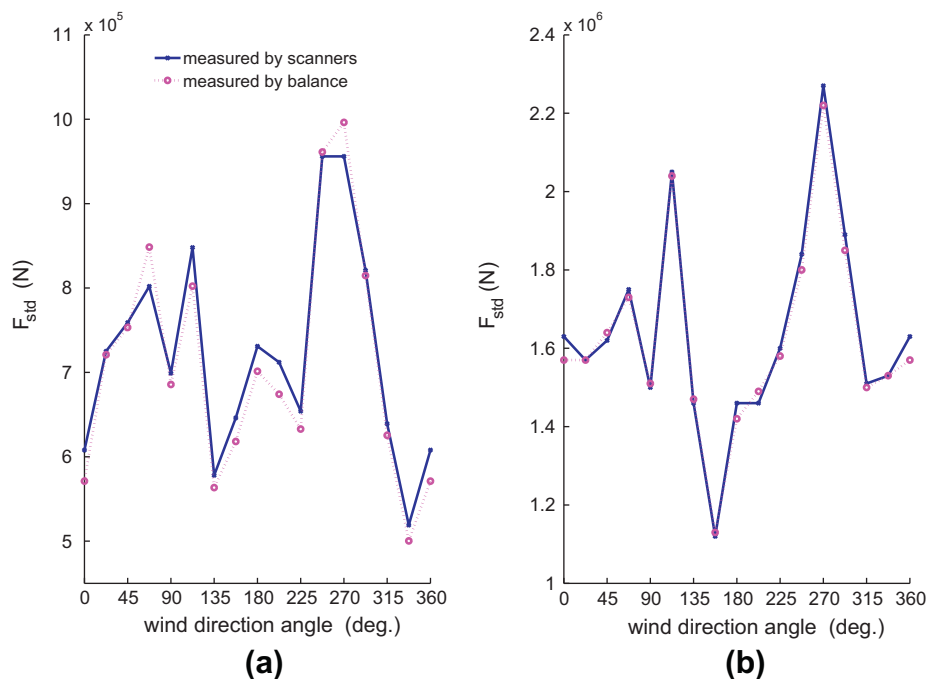 x 10^5
11
10
9
8
7
6
5
F_std (N)
measured by scanners
measured by balance
0 45 90 135 180 225 270 315 360
wind direction angle (deg.)
(a)
x 10^6
2.4
2.2
2
1.8
1.6
1.4
1.2
1
F_std (N)
0 45 90 135 180 225 270 315 360
wind direction angle (deg.)
(b)